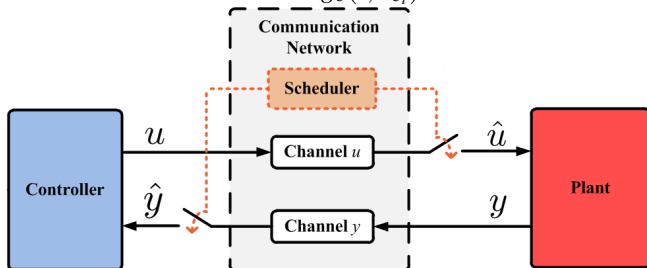 Communication
Network
Scheduler
u
Channel u
û
Controller
Plant
ŷ
Channel y
y